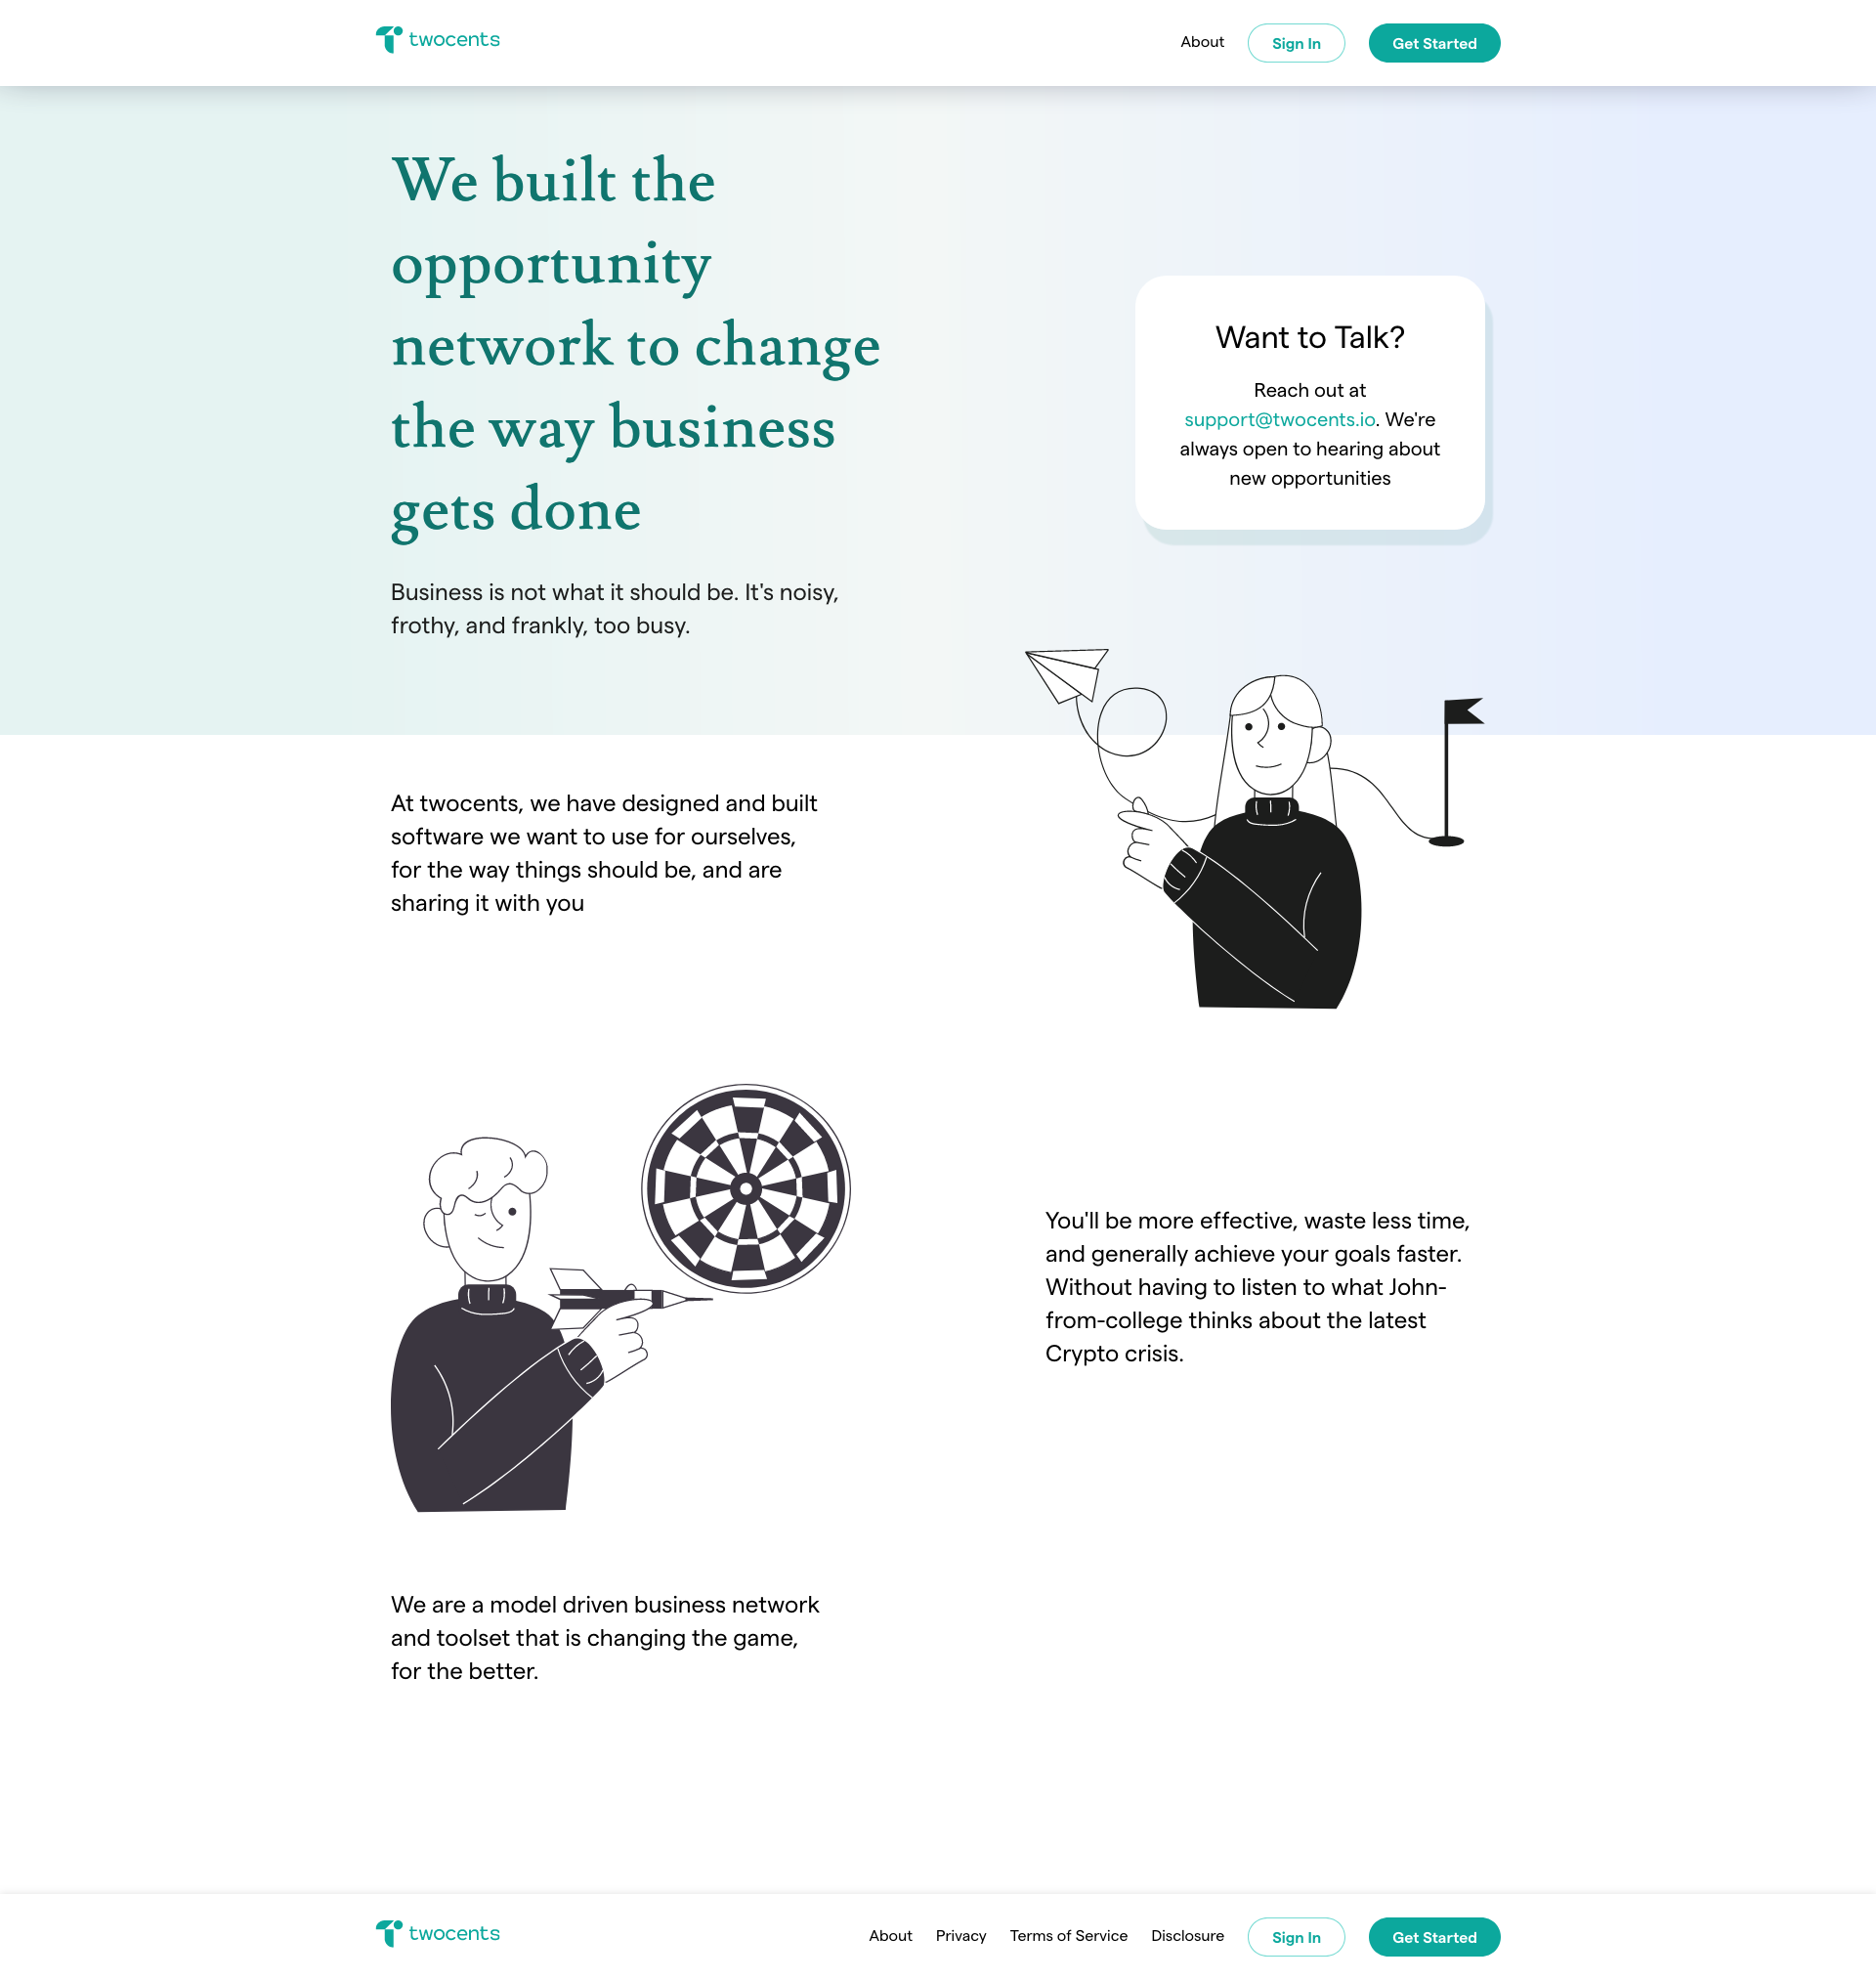 twocents
About
Sign In
Get Started
We built the
opportunity
network to change
the way business
gets done
Business is not what it should be. It's noisy,
frothy, and frankly, too busy.
Want to Talk?
Reach out at
support@twocents.io. We're
always open to hearing about
new opportunities
At twocents, we have designed and built
software we want to use for ourselves,
for the way things should be, and are
sharing it with you
You'll be more effective, waste less time,
and generally achieve your goals faster.
Without having to listen to what John-
from-college thinks about the latest
Crypto crisis.
We are a model driven business network
and toolset that is changing the game,
for the better.
twocents
About
Privacy
Terms of Service
Disclosure
Sign In
Get Started